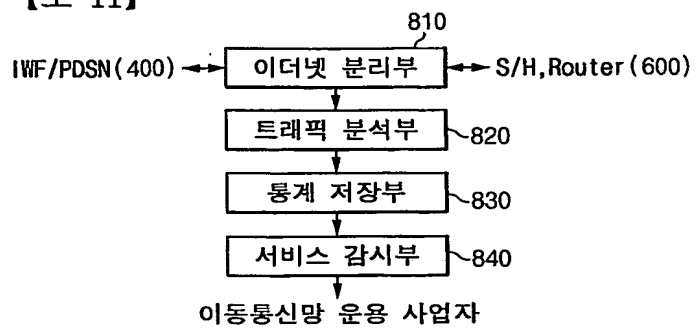 【도 11】
810
IWF/PDSN(400) 이더넷 분리부 S/H,Router(600)
트래픽 분석부 820
통계 저장부 830
서비스 감시부 840
이동통신망 운용 사업자